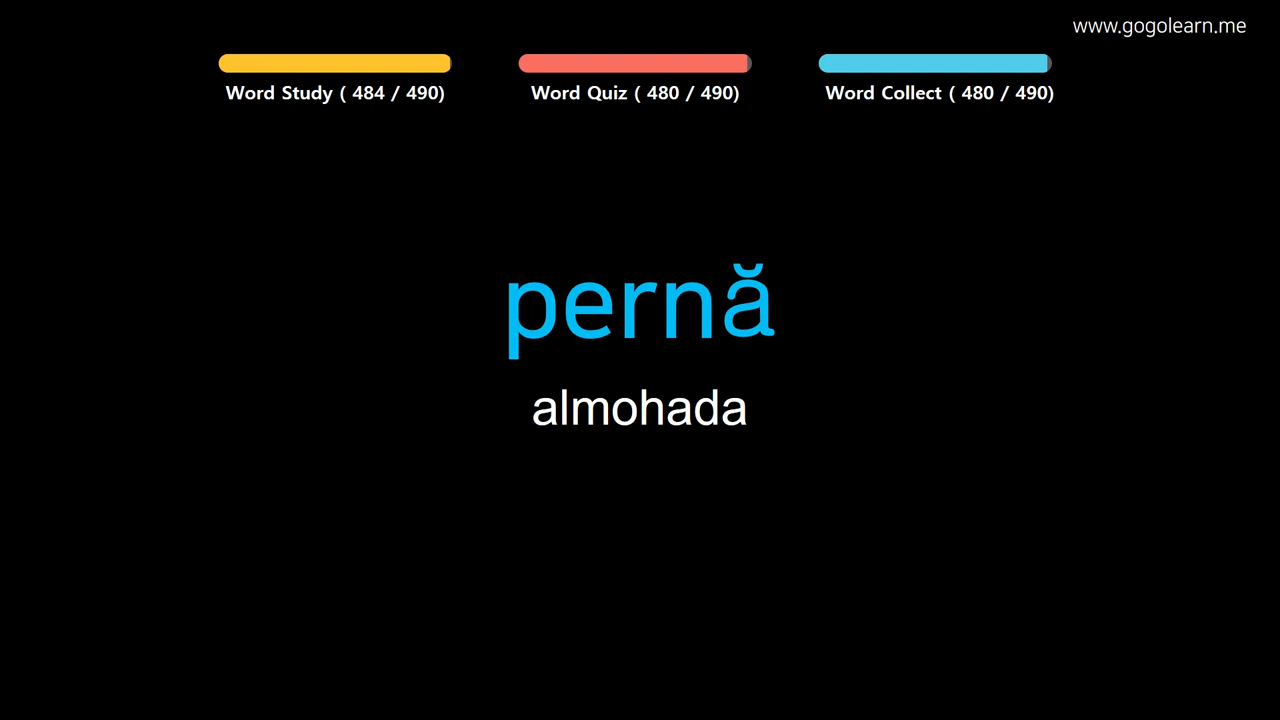 www.gogolearn.me
Word Study ( 484 / 490)
Word Quiz ( 480 / 490)
Word Collect ( 480 / 490)
pernă
almohada